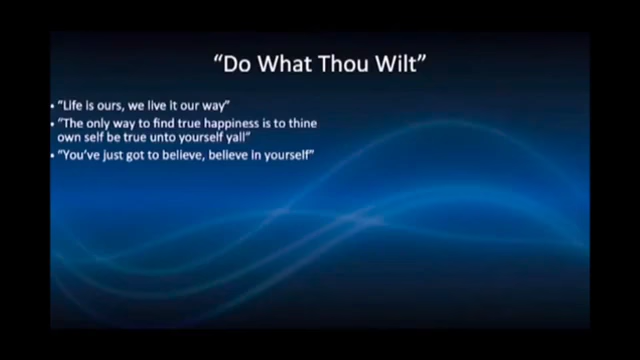 “Do What Thou Wilt”
• “Life is ours, we live it our way”
• “The only way to find true happiness is to thine
own self be true unto yourself yall”
• “You’ve just got to believe, believe in yourself”